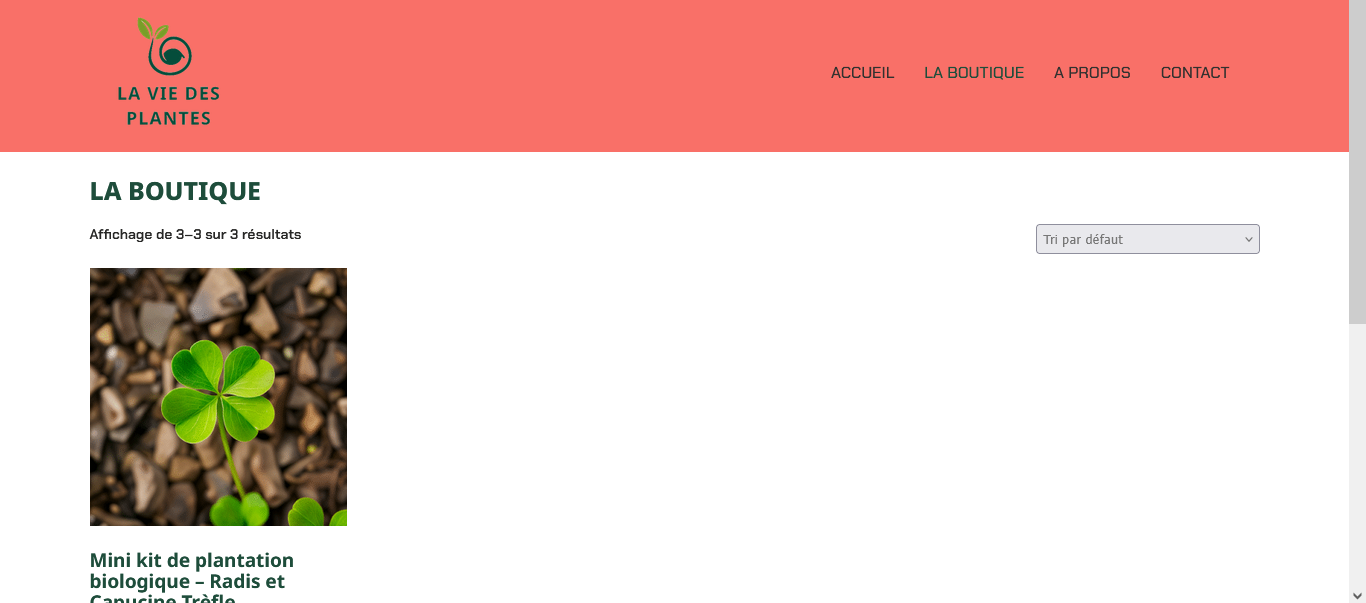 LA VIE DES
PLANTES
ACCUEIL LA BOUTIQUE A PROPOS CONTACT
LA BOUTIQUE
Affichage de 3–3 sur 3 résultats
Tri par défaut
Mini kit de plantation
biologique – Radis et
Capucine Trèfle